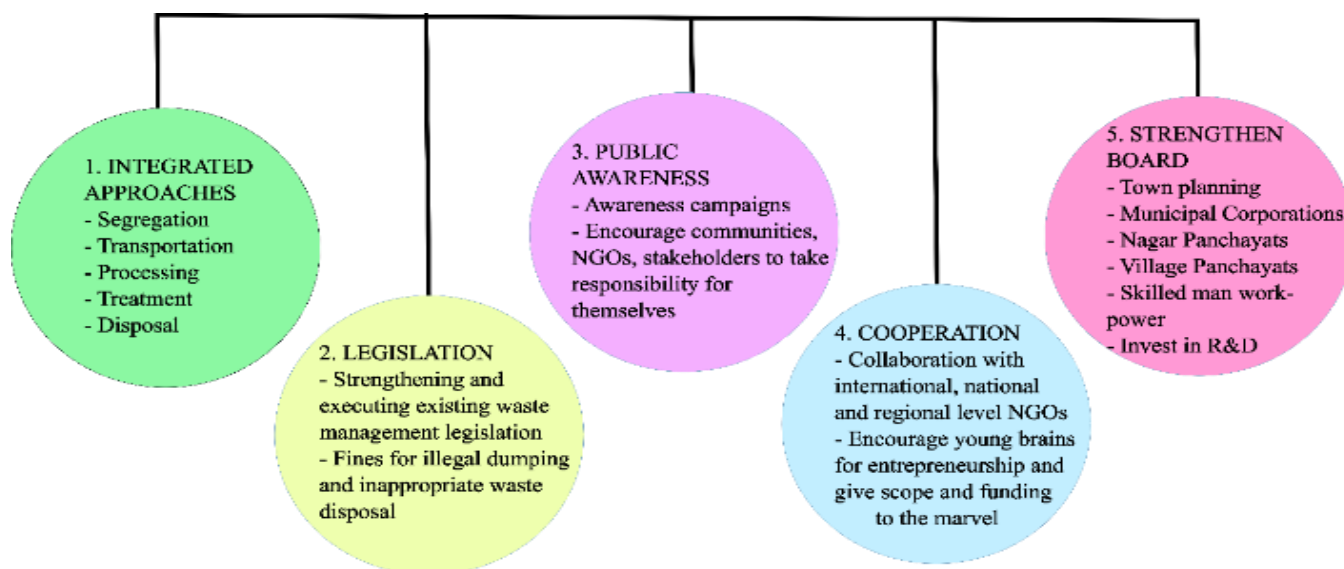 1. INTEGRATED
APPROACHES
- Segregation
- Transportation
- Processing
- Treatment
- Disposal
2. LEGISLATION
- Strengthening and
executing existing waste
management legislation
- Fines for illegal dumping
and inappropriate waste
disposal
3. PUBLIC
AWARENESS
- Awareness campaigns
- Encourage communities,
NGOs, stakeholders to take
responsibility for
themselves
4. COOPERATION
- Collaboration with
international, national
and regional level NGOs
- Encourage young brains
for entrepreneurship and
give scope and funding
to the marvel
5. STRENGTHEN
BOARD
- Town planning
- Municipal Corporations
- Nagar Panchayats
- Village Panchayats
- Skilled man work-
power
- Invest in R&D